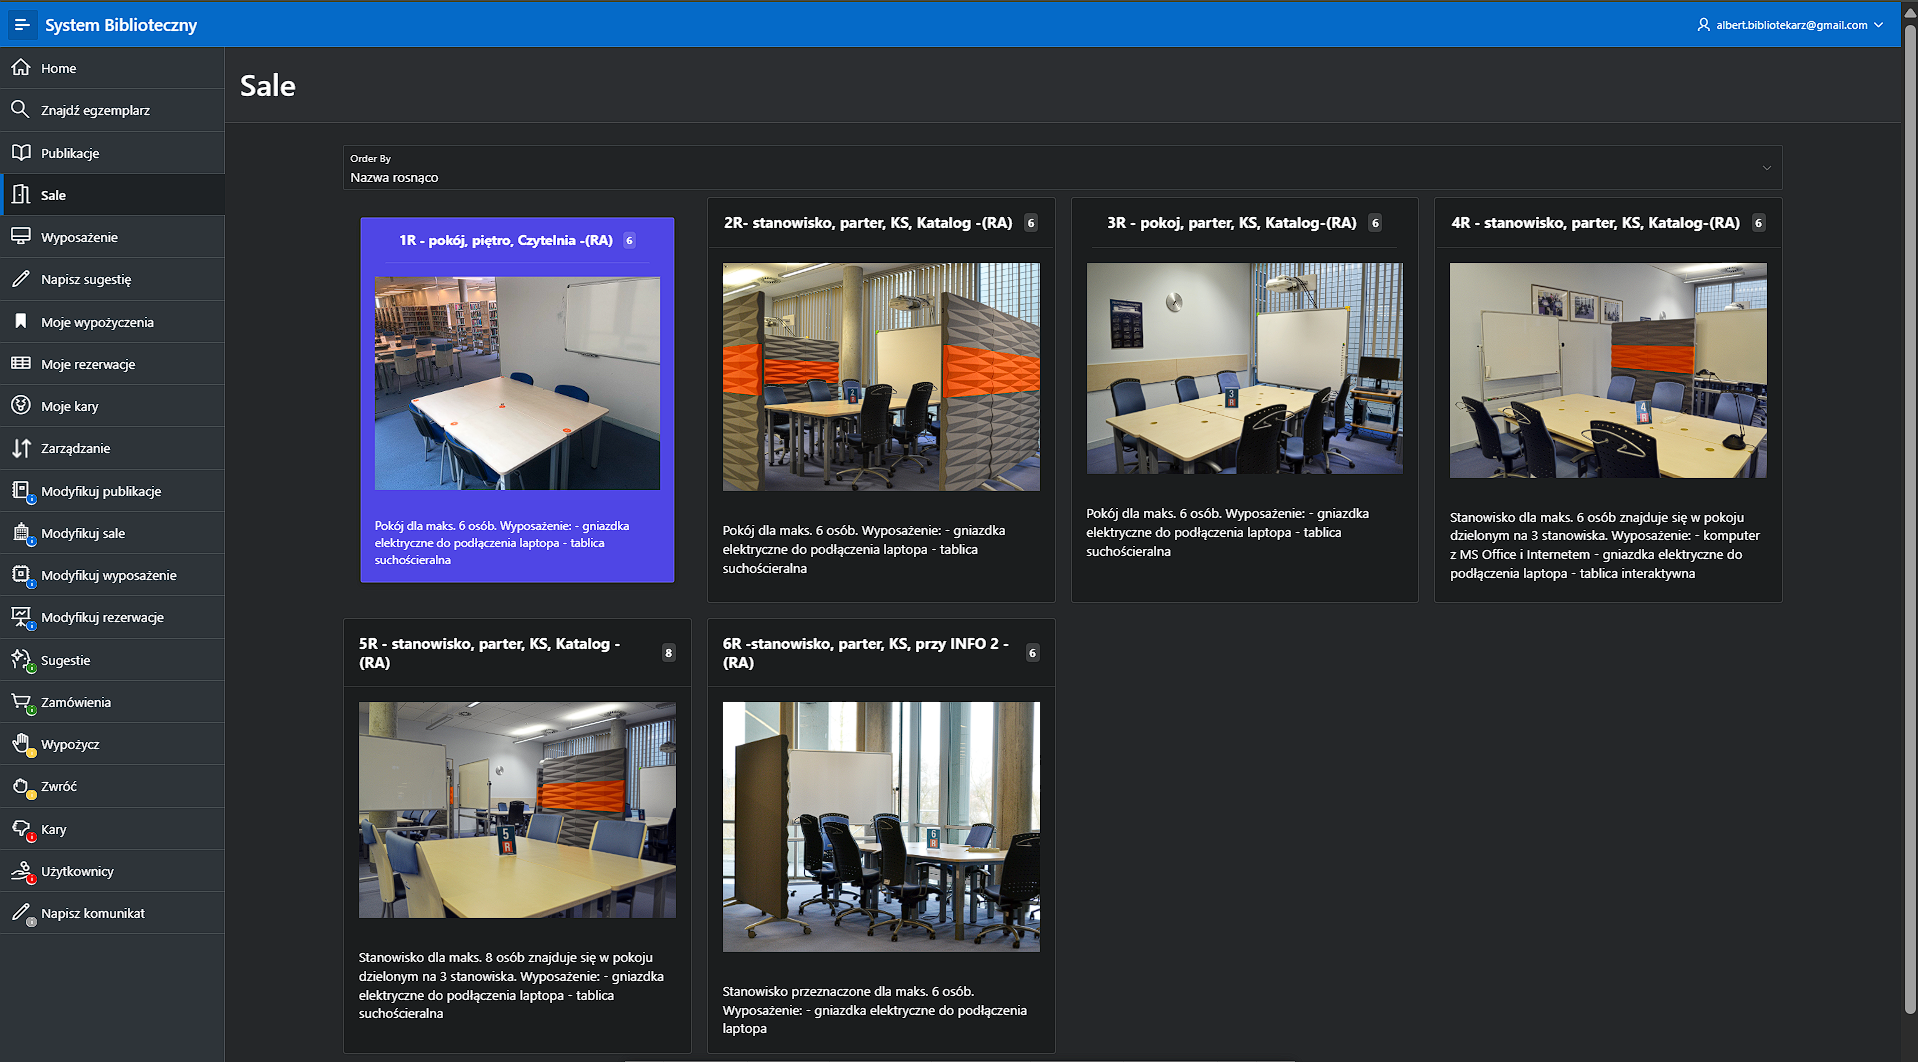 System Biblioteczny
albert.bibliotekarz@gmail.com
Home
Znajdź egzemplarz
Publikacje
Sale
Wyposażenie
Napisz sugestię
Moje wypożyczenia
Moje rezerwacje
Moje kary
Zarządzanie
Modyfikuj publikacje
Modyfikuj sale
Modyfikuj wyposażenie
Modyfikuj rezerwacje
Sugestie
Zamówienia
Wypożycz
Zwróć
Kary
Użytkownicy
Napisz komunikat
Sale
Order By
Nazwa rosnąco
1R - pokój, piętro, Czytelnia -(RA) 6
Pokój dla maks. 6 osób. Wyposażenie: - gniazdka
elektryczne do podłączenia laptopa - tablica
suchościeralna
2R- stanowisko, parter, KS, Katalog -(RA) 6
2
R
Pokój dla maks. 6 osób. Wyposażenie: - gniazdka
elektryczne do podłączenia laptopa - tablica
suchościeralna
3R - pokoj, parter, KS, Katalog-(RA) 6
3
R
Pokój dla maks. 6 osób. Wyposażenie: - gniazdka
elektryczne do podłączenia laptopa - tablica
suchościeralna
4R - stanowisko, parter, KS, Katalog-(RA) 6
4
R
Stanowisko dla maks. 6 osób znajduje się w pokoju
dzielonym na 3 stanowiska. Wyposażenie: - komputer
z MS Office i Internetem - gniazdka elektryczne do
podłączenia laptopa - tablica interaktywna
5R - stanowisko, parter, KS, Katalog -
(RA)
8
5
R
Stanowisko dla maks. 8 osób znajduje się w pokoju
dzielonym na 3 stanowiska. Wyposażenie: - gniazdka
elektryczne do podłączenia laptopa - tablica
suchościeralna
6R -stanowisko, parter, KS, przy INFO 2 -
(RA)
6
6
R
Stanowisko przeznaczone dla maks. 6 osób.
Wyposażenie: - gniazdka elektryczne do podłączenia
laptopa